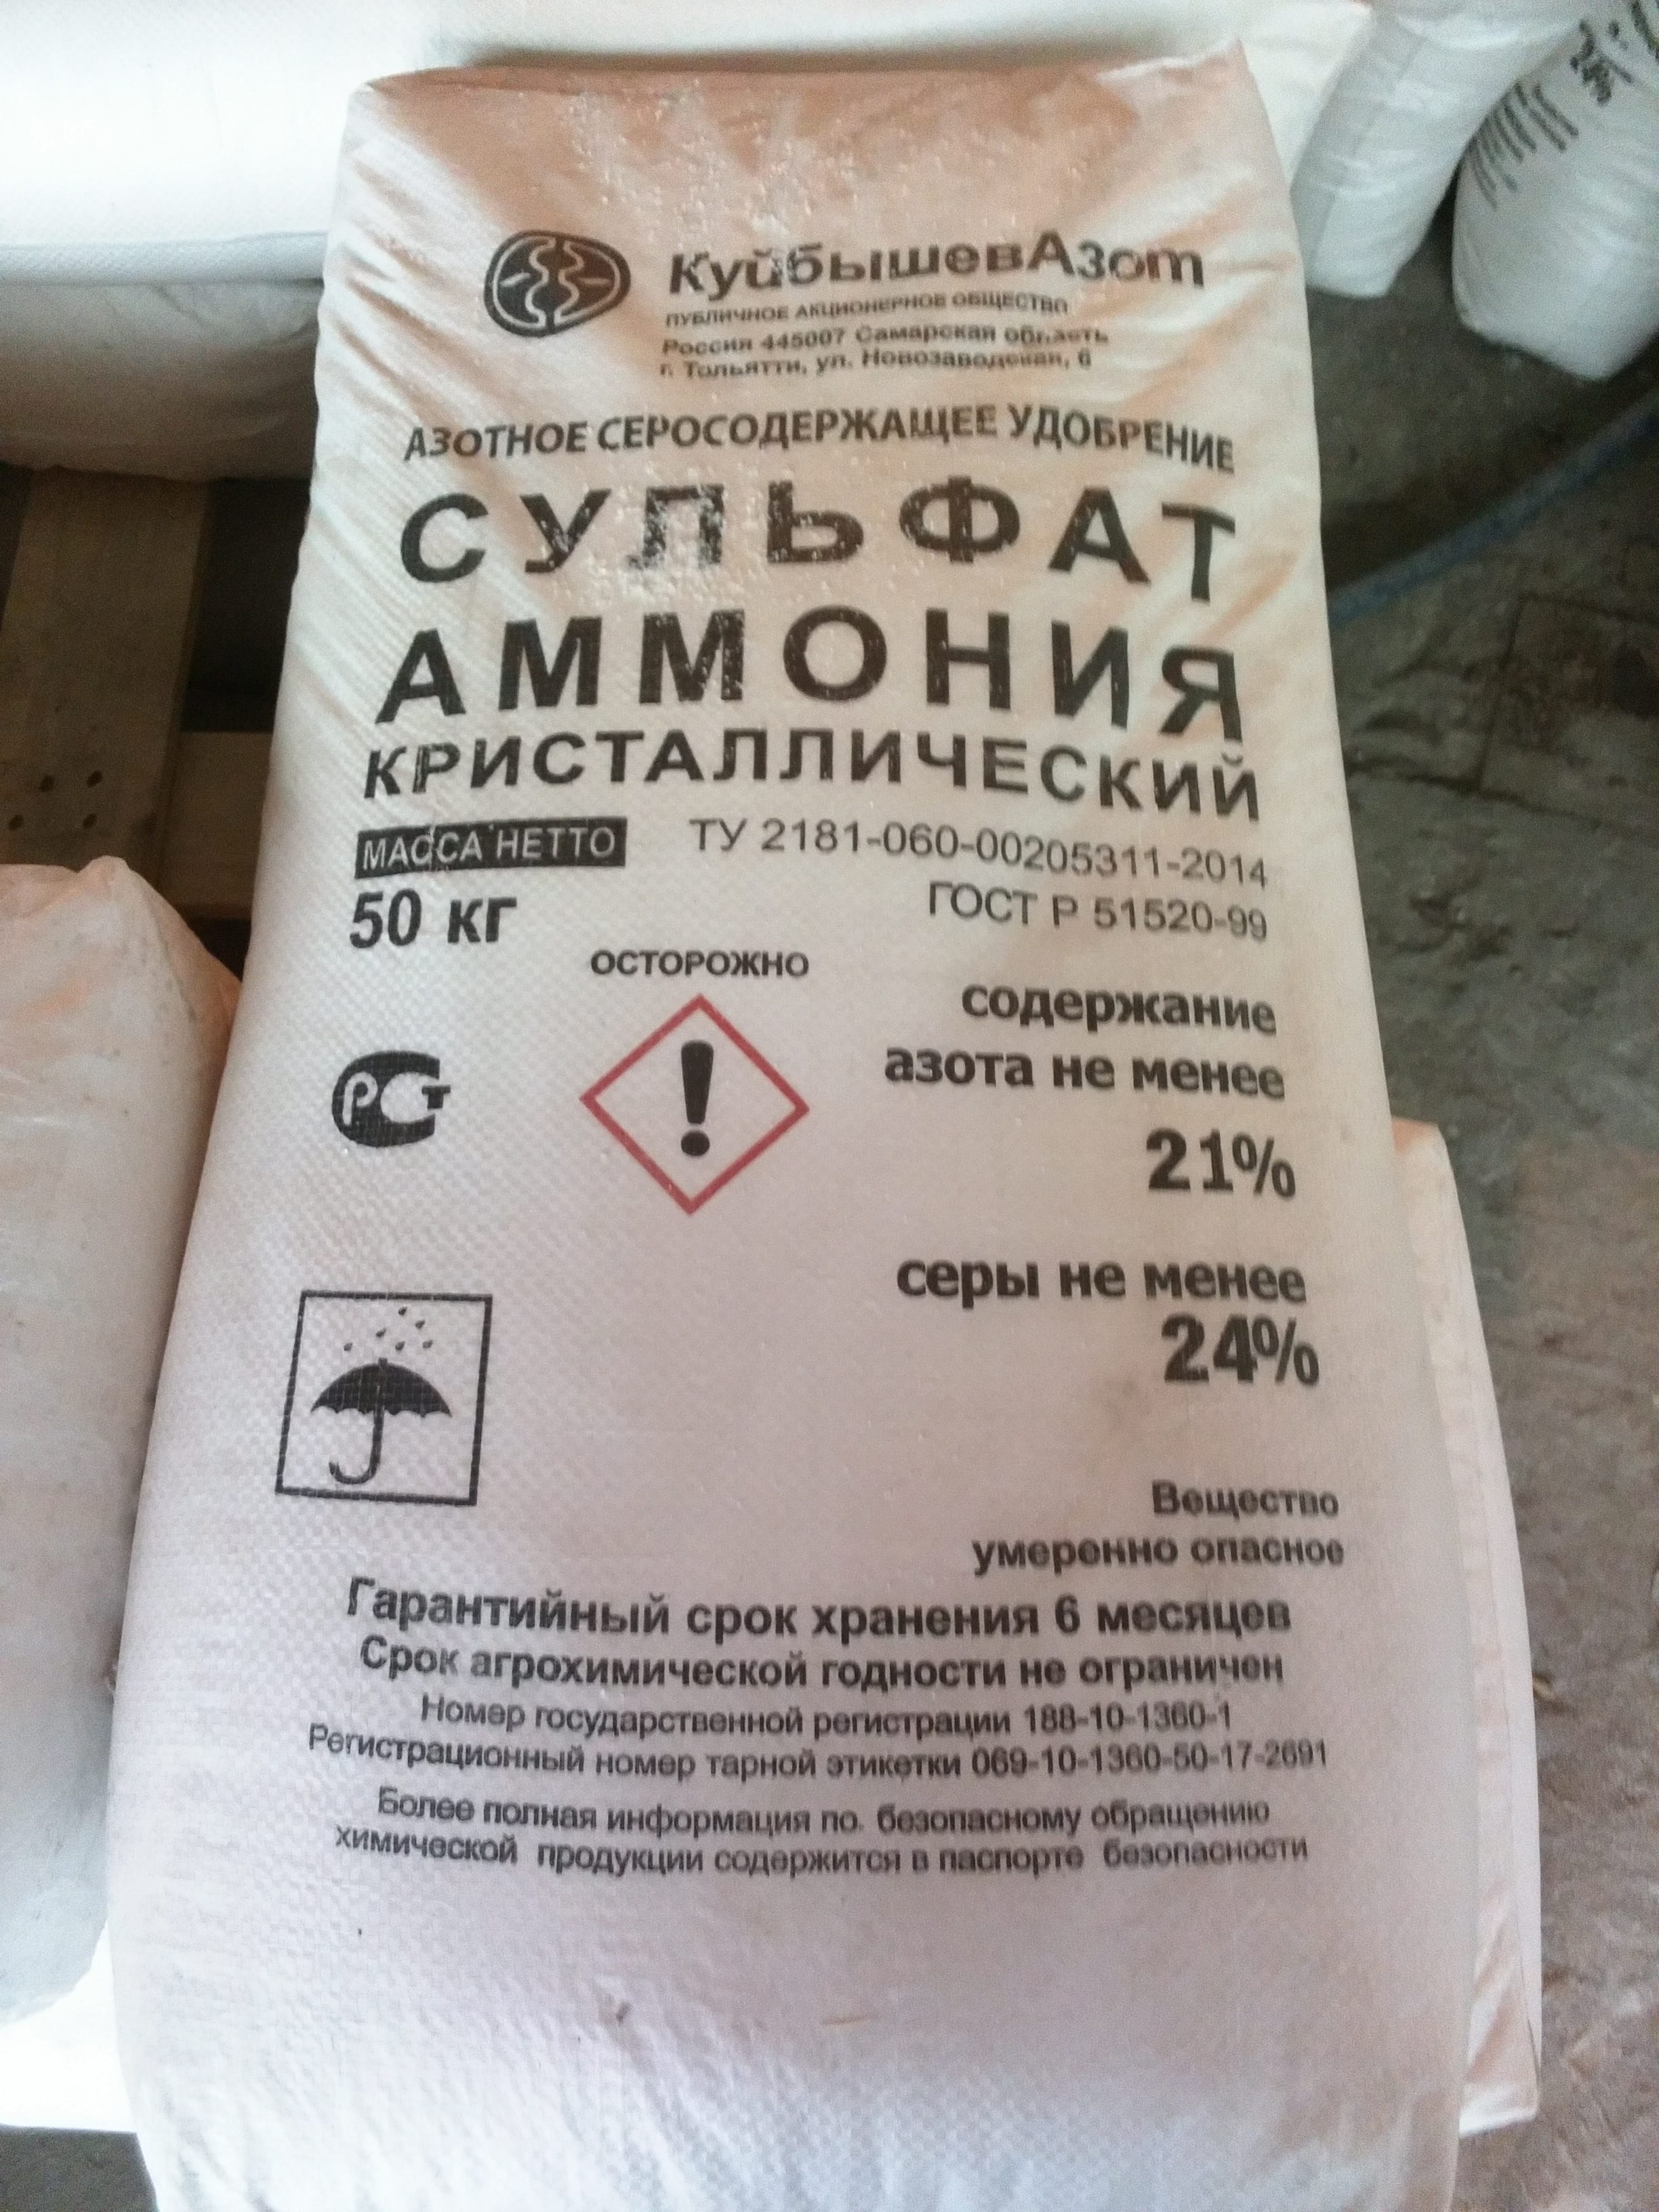 КуйбышевАзот
ПУБЛИЧНОЕ АКЦИОНЕРНОЕ ОБЩЕСТВО
Россия 445007 Самарская область
г. Тольятти, ул. Новозаводская, 6
АЗОТНОЕ СЕРОСОДЕРЖАЩЕЕ УДОБРЕНИЕ
СУЛЬФАТ
АММОНИЯ
КРИСТАЛЛИЧЕСКИЙ
МАССА НЕТТО
50 кг
ТУ 2181-060-00205311-2014
ГОСТ Р 51520-99
ОСТОРОЖНО
содержание
азота не менее
21%
РСТ
серы не менее
24%
Вещество
умеренно опасное
Гарантийный срок хранения 6 месяцев
Срок агрохимической годности не ограничен
Номер государственной регистрации 188-10-1360-1
Регистрационный номер тарной этикетки 069-10-1360-50-17-2691
Более полная информация по безопасному обращению
химической продукции содержится в паспорте безопасности